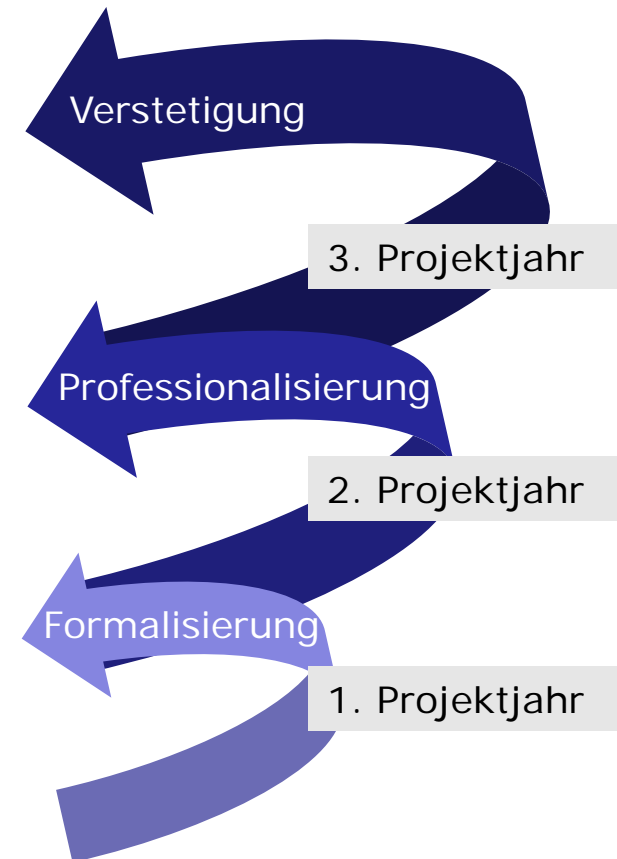 Verstetigung
3. Projektjahr
Professionalisierung
2. Projektjahr
Formalisierung
1. Projektjahr